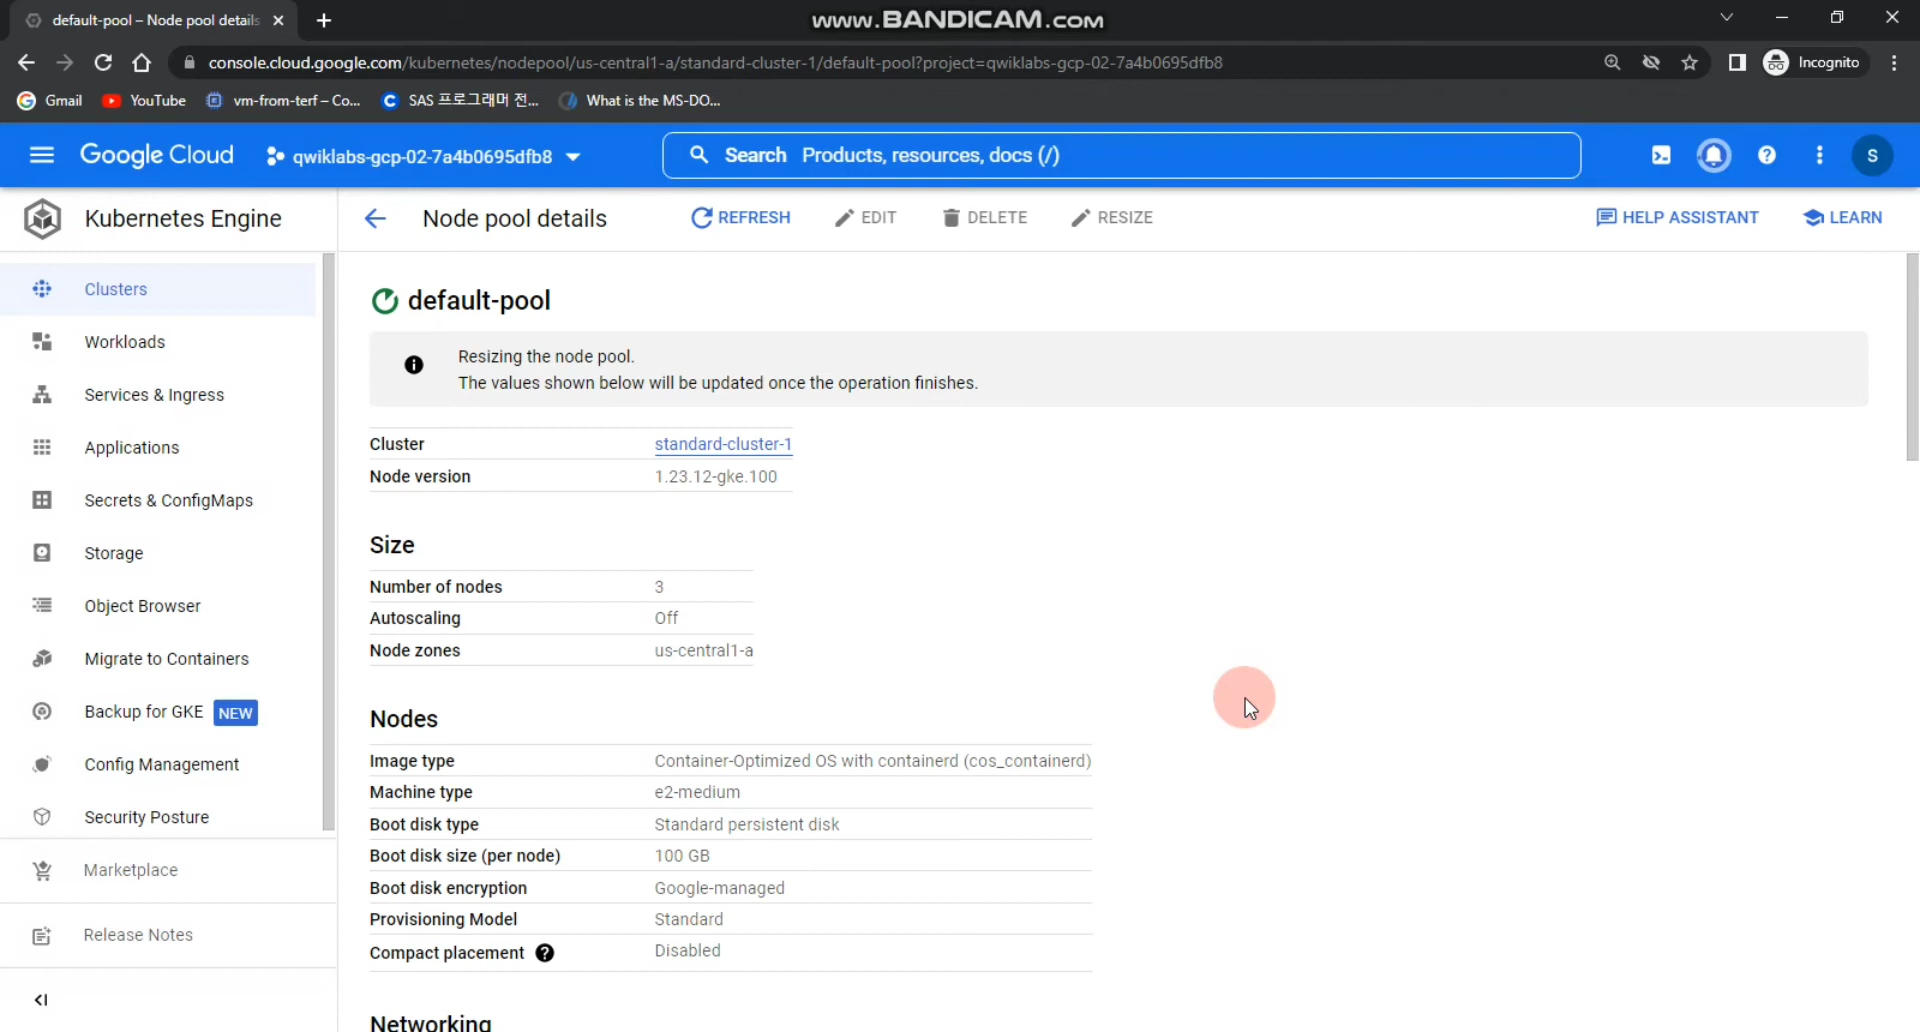 default-pool – Node pool details
www.BANDICAM.com
console.cloud.google.com/kubernetes/nodepool/us-central1-a/standard-cluster-1/default-pool?project=qwiklabs-gcp-02-7a4b0695dfb8
Incognito
Gmail
YouTube
vm-from-terf – Co...
SAS 프로그래머 전...
What is the MS-DO...
Google Cloud
qwiklabs-gcp-02-7a4b0695dfb8
Search Products, resources, docs (/)
S
Kubernetes Engine
Node pool details
REFRESH
EDIT
DELETE
RESIZE
HELP ASSISTANT
LEARN
Clusters
Workloads
Services & Ingress
Applications
Secrets & ConfigMaps
Storage
Object Browser
Migrate to Containers
Backup for GKE NEW
Config Management
Security Posture
Marketplace
Release Notes
default-pool
Resizing the node pool.
The values shown below will be updated once the operation finishes.
Cluster standard-cluster-1
Node version 1.23.12-gke.100
Size
Number of nodes 3
Autoscaling Off
Node zones us-central1-a
Nodes
Image type Container-Optimized OS with containerd (cos_containerd)
Machine type e2-medium
Boot disk type Standard persistent disk
Boot disk size (per node) 100 GB
Boot disk encryption Google-managed
Provisioning Model Standard
Compact placement Disabled
Networking